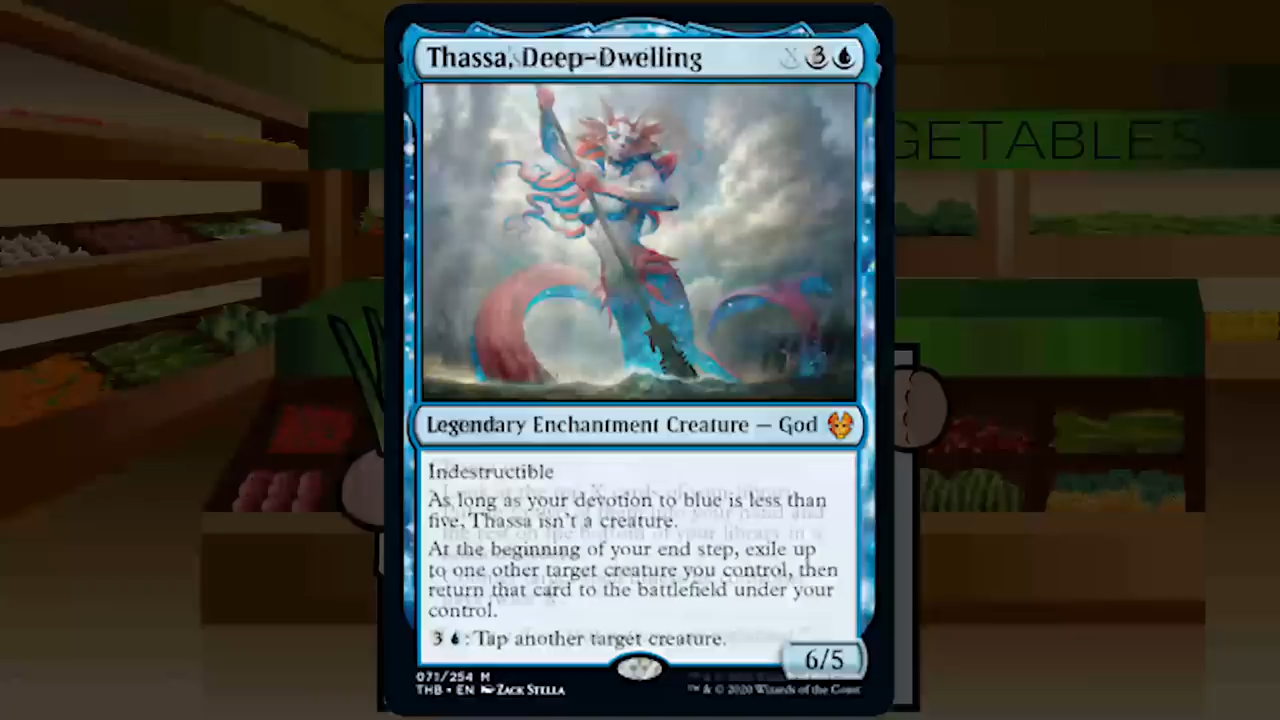 Thassa, Deep-Dwelling X 3
GETABLES
Legendary Enchantment Creature — God
Indestructible
As long as your devotion to blue is less than
five, Thassa isn't a creature.
At the beginning of your end step, exile up
to one other target creature you control, then
return that card to the battlefield under your
control.
3 : Tap another target creature.
6/5
071/254 M
THB • EN Zack Stella
™ & © 2020 Wizards of the Coast